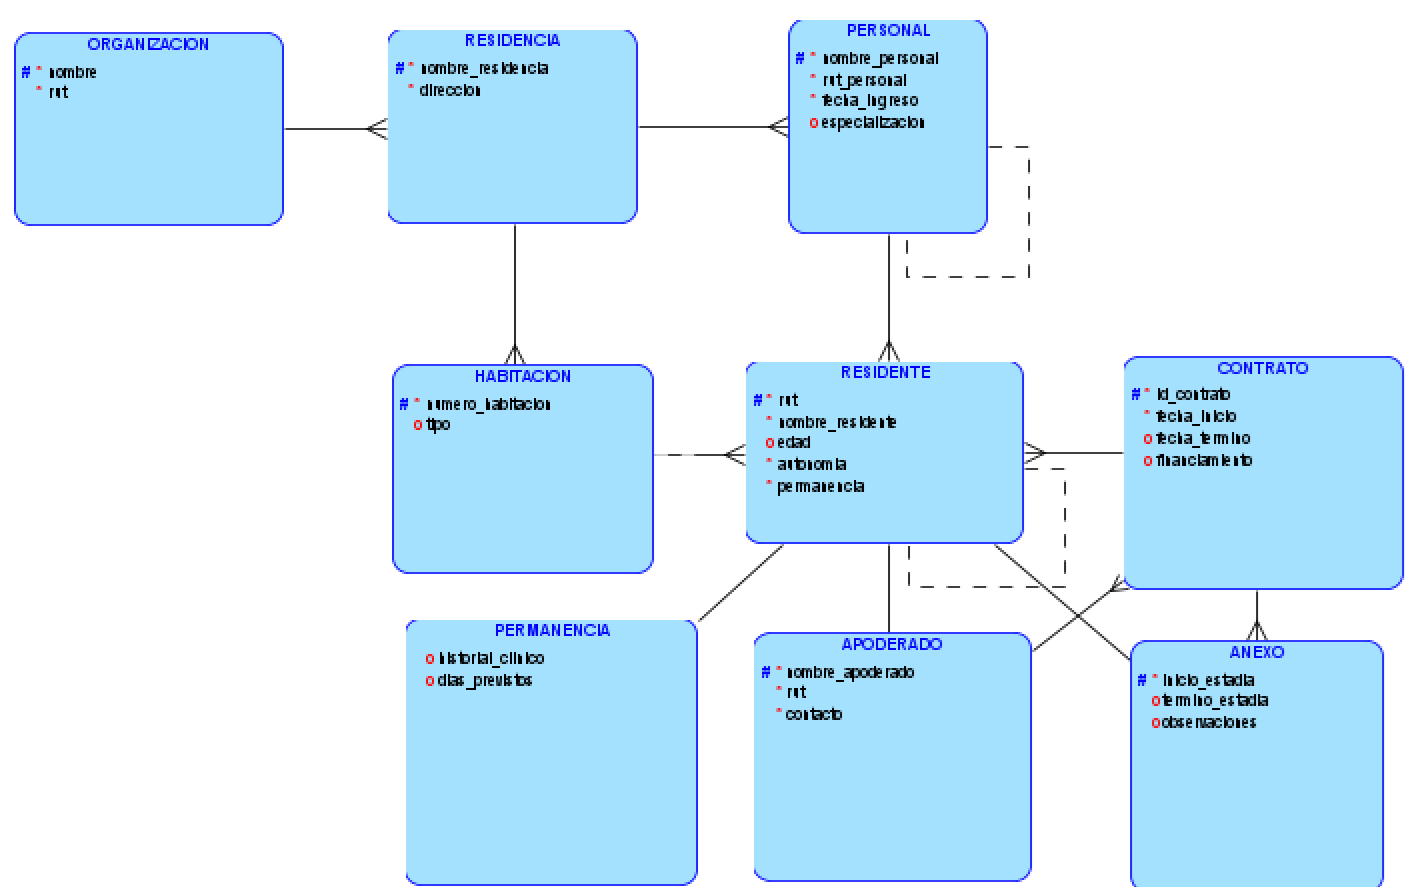 ORGANIZACION
# * nombre
* rut
RESIDENCIA
# * nombre_residencia
* direccion
PERSONAL
# * nombre_personal
* rut_personal
* fecha_ingreso
o especializacion
HABITACION
# * numero_habitacion
o tipo
RESIDENTE
# * rut
* nombre_residente
o edad
* autonomia
* permanencia
CONTRATO
# * id_contrato
* fecha_inicio
o fecha_termino
o financiamiento
PERMANENCIA
o historial_clinico
o dias_previstos
APODERADO
# * nombre_apoderado
* rut
* contacto
ANEXO
# * inicio_estadia
o termino_estadia
o observaciones